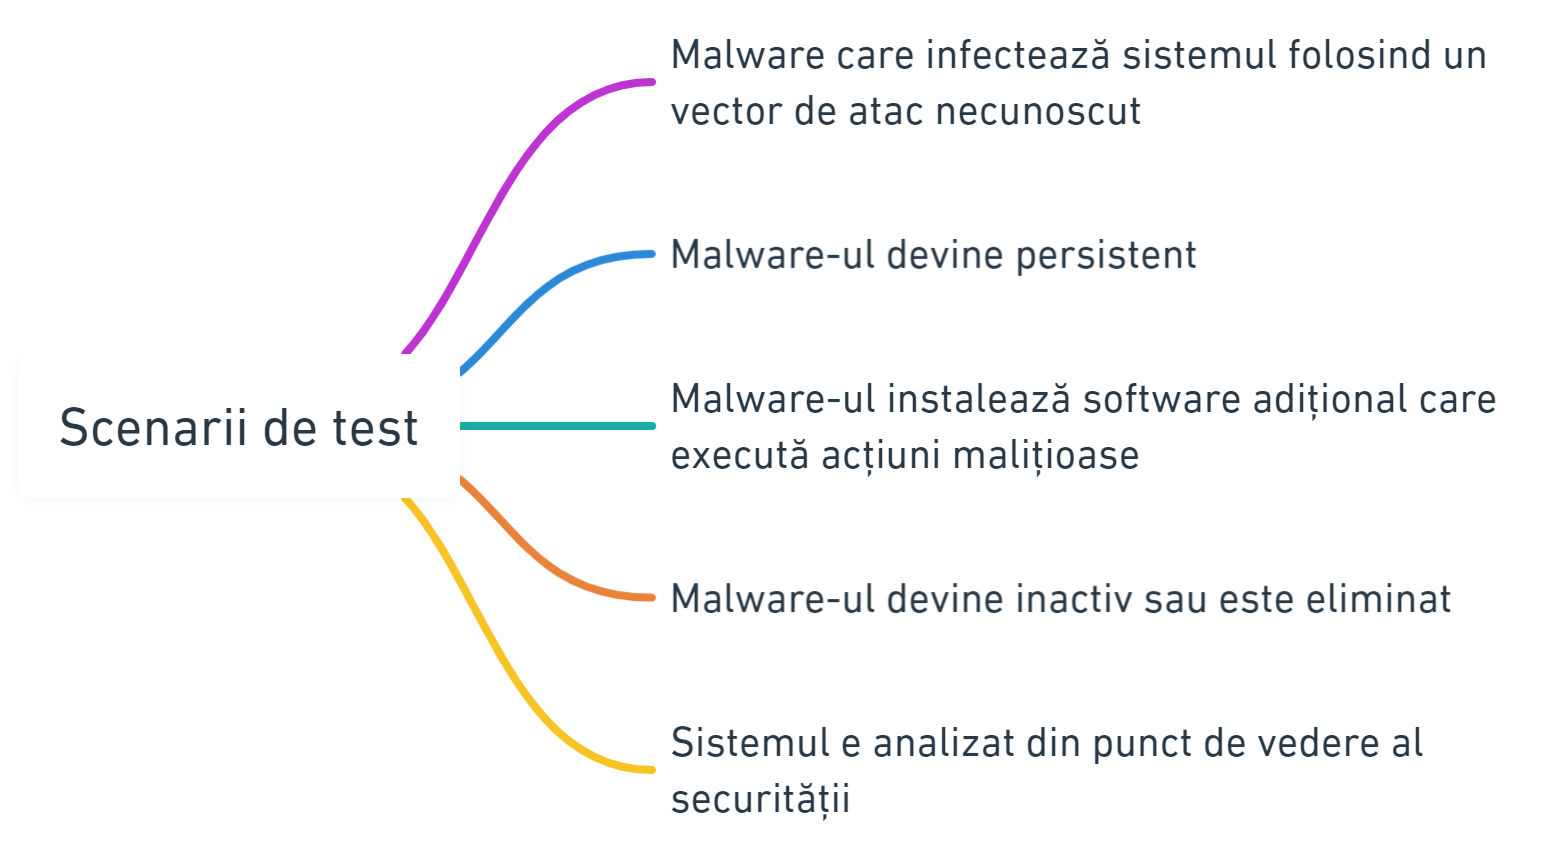 Malware care infectează sistemul folosind un
vector de atac necunoscut
Malware-ul devine persistent
Malware-ul instalează software adițional care
execută acțiuni malițioase
Scenarii de test
Malware-ul devine inactiv sau este eliminat
Sistemul e analizat din punct de vedere al
securității